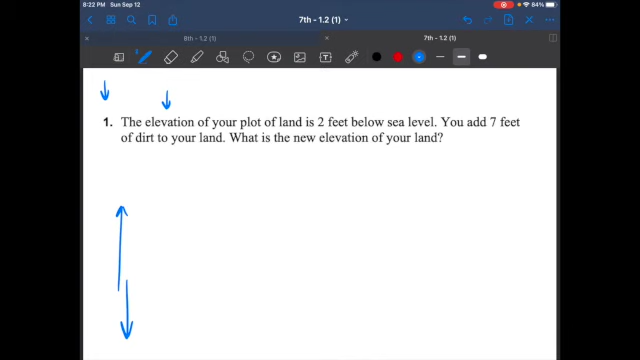 8:22 PM Sun Sep 12
84%
7th - 1.2 (1)
8th - 1.2 (1)
7th - 1.2 (1)
1. The elevation of your plot of land is 2 feet below sea level. You add 7 feet
of dirt to your land. What is the new elevation of your land?